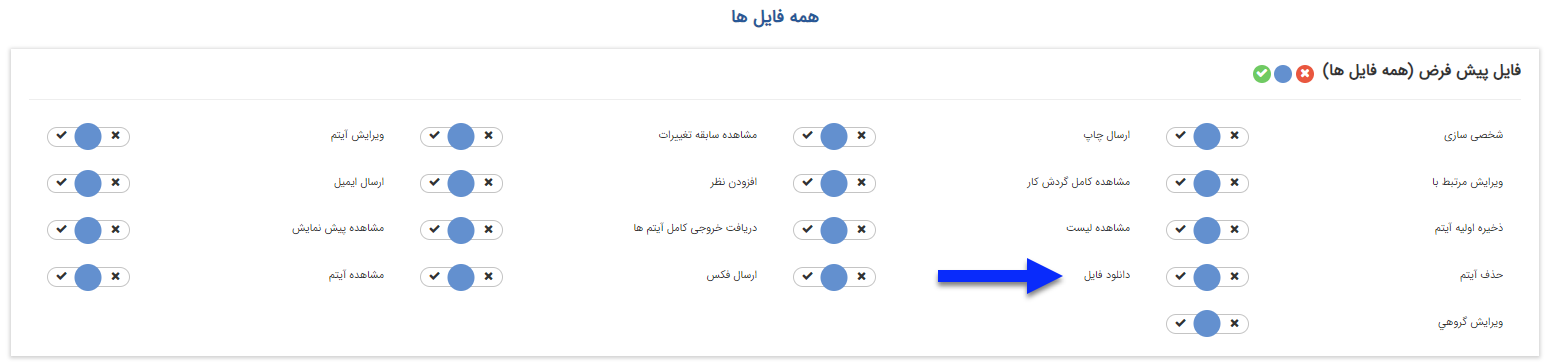 همه فایل ها
فایل پیش فرض (همه فایل ها)
شخصی سازی
ارسال چاپ
مشاهده سابقه تغییرات
ویرایش آیتم
ویرایش مرتبط با
مشاهده کامل گردش کار
افزودن نظر
ارسال ایمیل
ذخیره اولیه آیتم
مشاهده لیست
دریافت خروجی کامل آیتم ها
مشاهده پیش نمایش
حذف آیتم
دانلود فایل
ارسال فکس
مشاهده آیتم
ویرایش گروهي